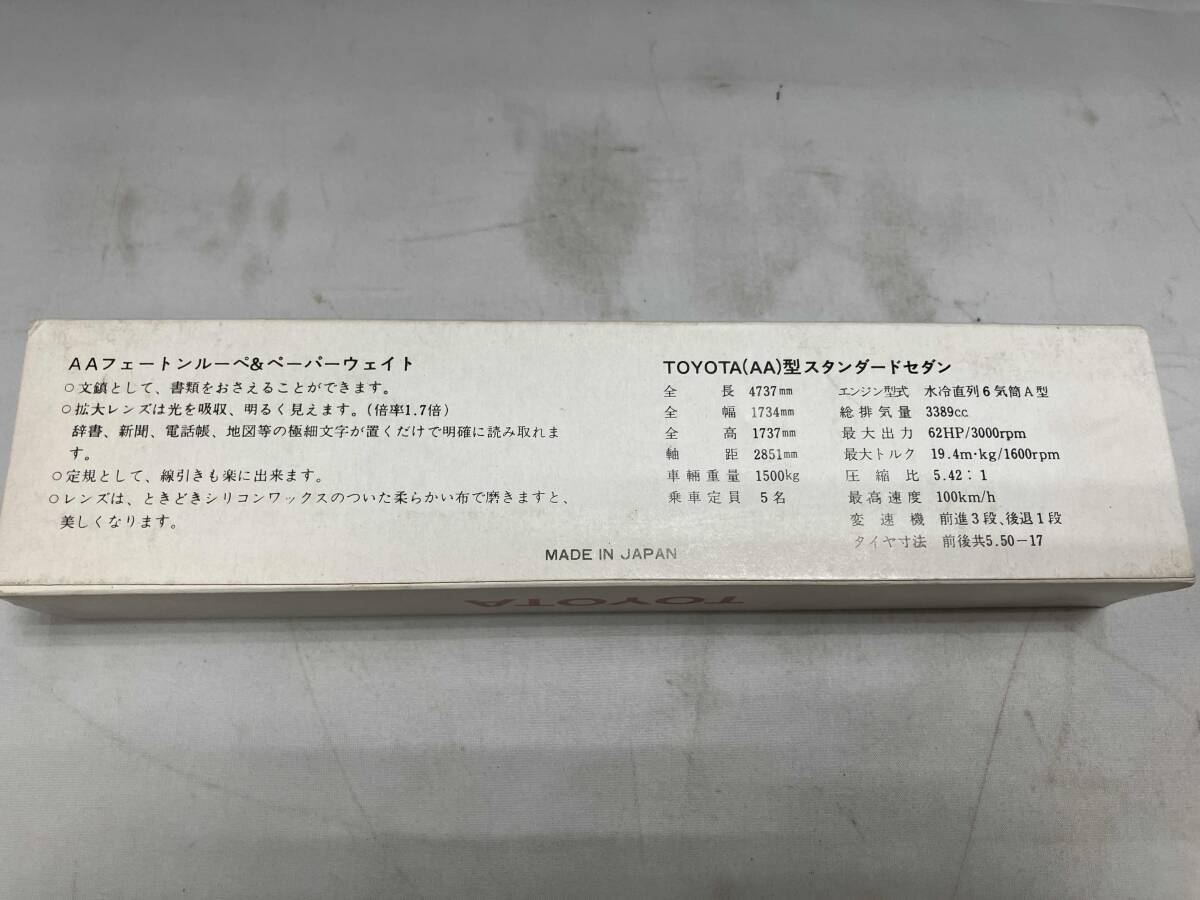 AAフェートンルーペ&ペーパーウェイト
○文鎮として、書類をおさえることができます。
○拡大レンズは光を吸収、明るく見えます。(倍率1.7倍)
辞書、新聞、電話帳、地図等の極細文字が置くだけで明確に読み取れま
す。
○定規として、線引きも楽に出来ます。
○レンズは、ときどきシリコンワックスのついた柔らかい布で磨きますと、
美しくなります。
TOYOTA(AA)型スタンダードセダン
全長 4737mm
全幅 1734mm
全高 1737mm
軸距 2851mm
車輛重量 1500kg
乗車定員 5名
エンジン型式 水冷直列6気筒A型
総排気量 3389cc
最大出力 62HP/3000rpm
最大トルク 19.4m·kg/1600rpm
圧縮比 5.42:1
最高速度 100km/h
変速機 前進3段、後退1段
タイヤ寸法 前後共5.50-17
MADE IN JAPAN
TOYOTA